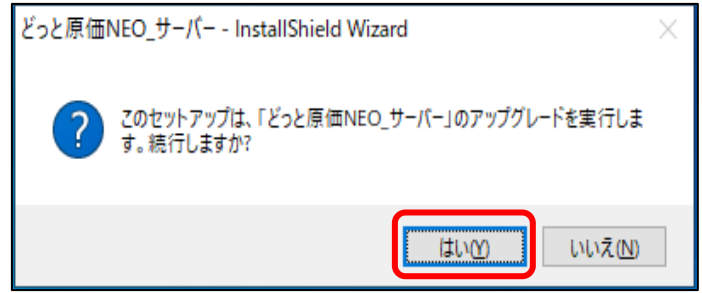 どっと原価NEO_サーバー - InstallShield Wizard
このセットアップは、「どっと原価NEO_サーバー」のアップグレードを実行しま
す。続行しますか?
はい(Y) いいえ(N)